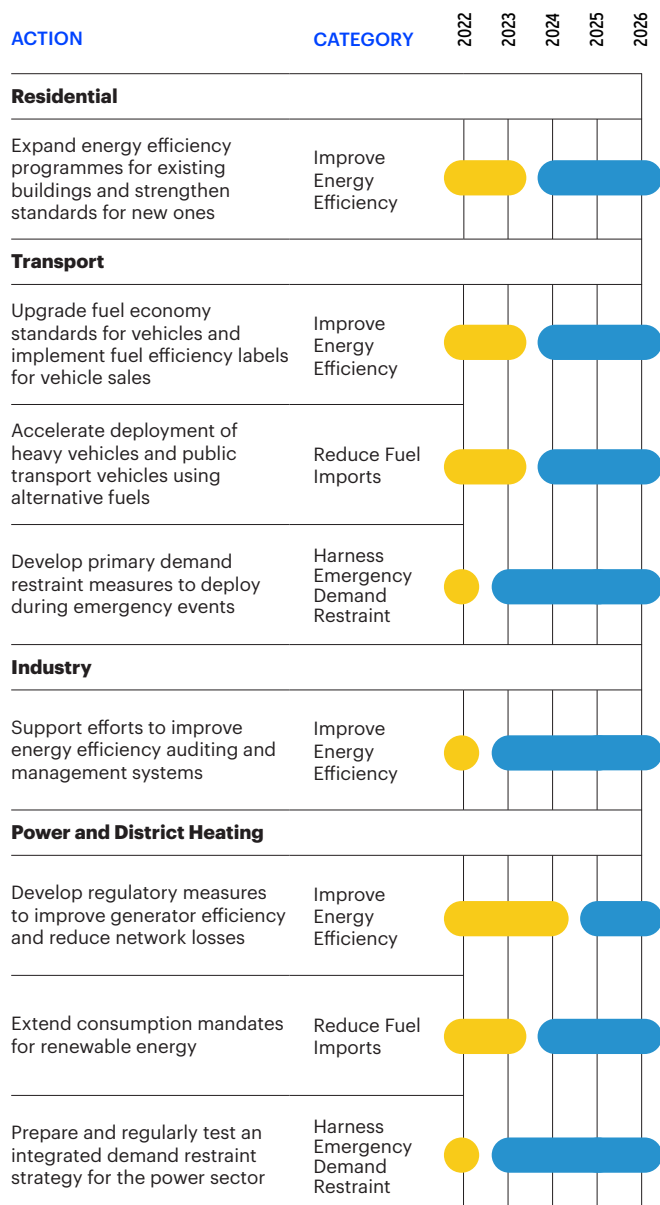 ACTION
CATEGORY
2022
2023
2024
2025
2026
Residential
Expand energy efficiency
programmes for existing
buildings and strengthen
standards for new ones
Improve
Energy
Efficiency
Transport
Upgrade fuel economy
standards for vehicles and
implement fuel efficiency labels
for vehicle sales
Improve
Energy
Efficiency
Accelerate deployment of
heavy vehicles and public
transport vehicles using
alternative fuels
Reduce Fuel
Imports
Develop primary demand
restraint measures to deploy
during emergency events
Harness
Emergency
Demand
Restraint
Industry
Support efforts to improve
energy efficiency auditing and
management systems
Improve
Energy
Efficiency
Power and District Heating
Develop regulatory measures
to improve generator efficiency
and reduce network losses
Improve
Energy
Efficiency
Extend consumption mandates
for renewable energy
Reduce Fuel
Imports
Prepare and regularly test an
integrated demand restraint
strategy for the power sector
Harness
Emergency
Demand
Restraint